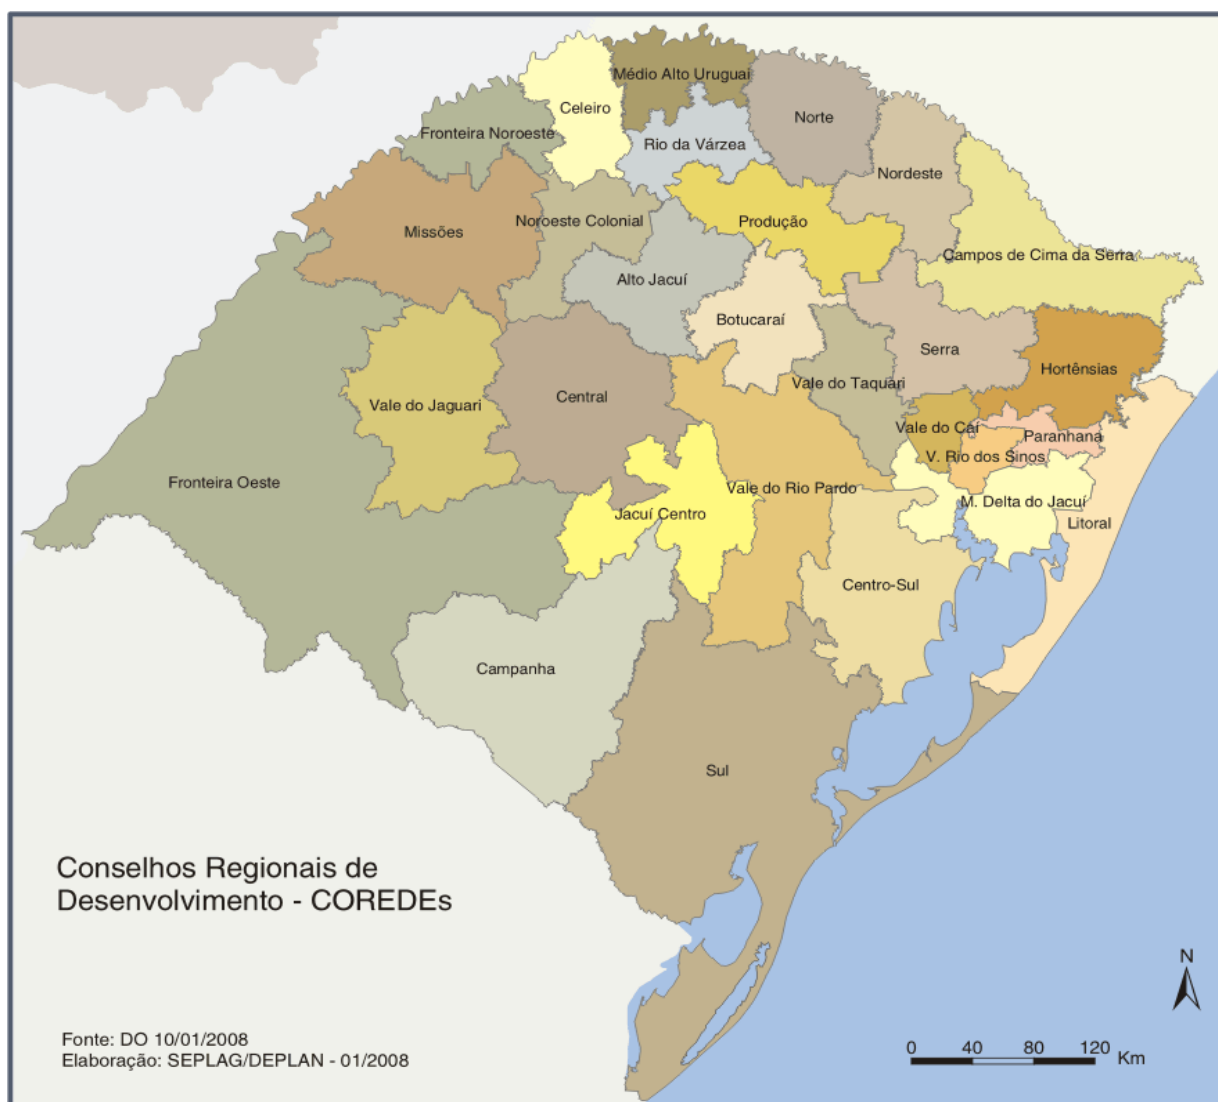 Médio Alto Uruguai
Celeiro
Norte
Fronteira Noroeste
Rio da Várzea
Nordeste
Noroeste Colonial
Produção
Missões
Campos de Cima da Serra
Alto Jacuí
Botucaraí
Serra
Hortênsias
Vale do Taquari
Central
Vale do Jaguari
Vale do Caí
Paranhana
V. Rio dos Sinos
Fronteira Oeste
Vale do Rio Pardo
M. Delta do Jacuí
Jacuí Centro
Litoral
Centro-Sul
Campanha
Sul
Conselhos Regionais de
Desenvolvimento - COREDEs
N
Fonte: DO 10/01/2008
Elaboração: SEPLAG/DEPLAN - 01/2008
0 40 80 120 Km